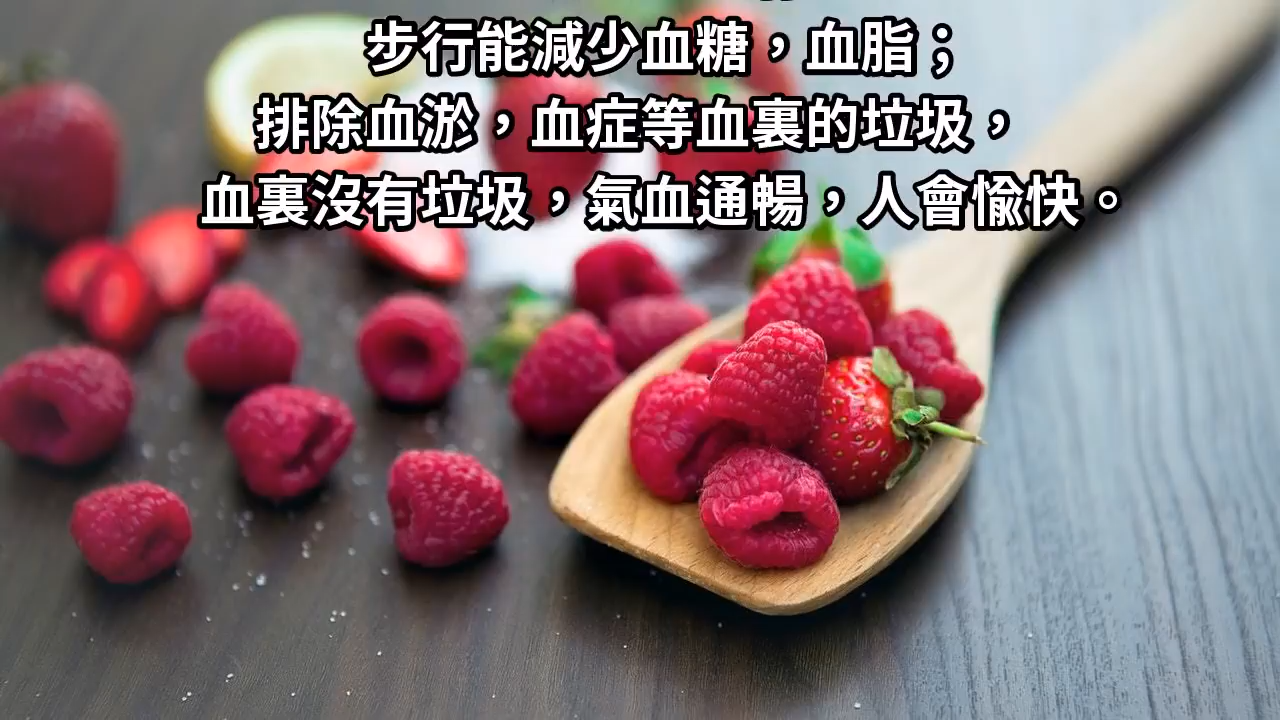 步行能減少血糖，血脂；
排除血淤，血症等血裏的垃圾，
血裏沒有垃圾，氣血通暢，人會愉快。